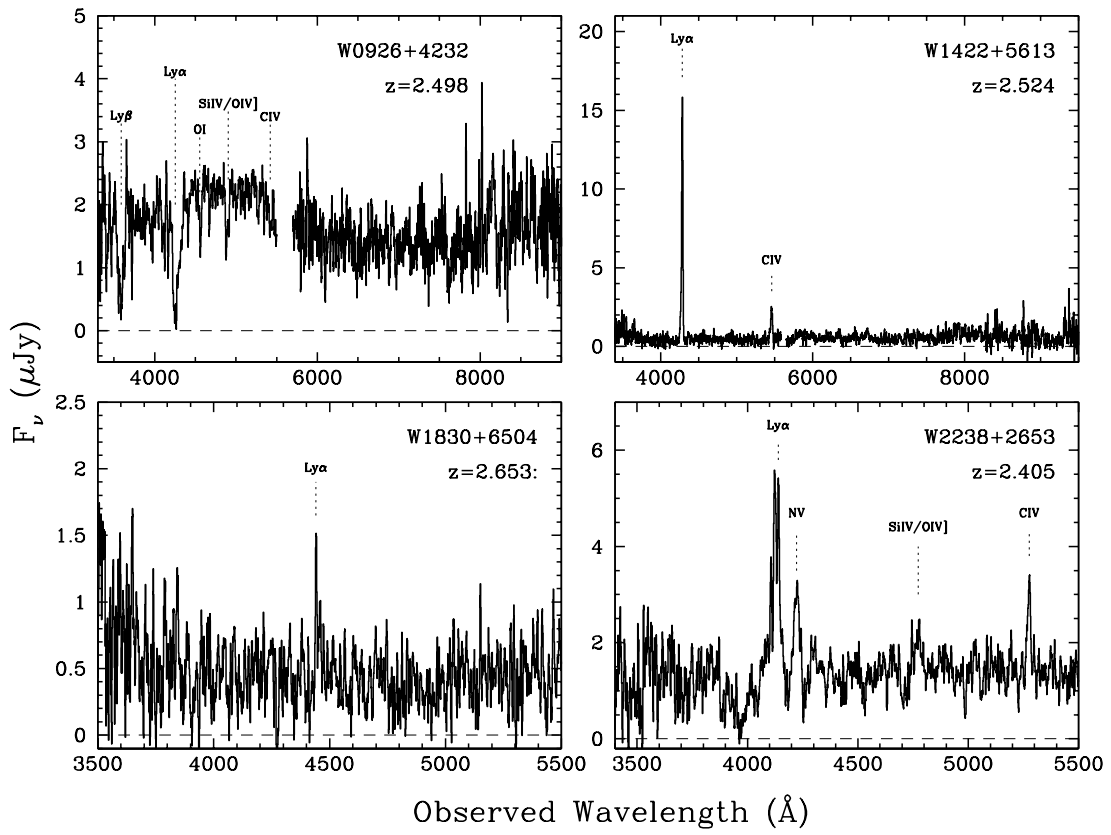 5
4
3
2
1
0
W0926+4232
z=2.498
Lyβ
Lyα
OI
SiIV/OIV]
CIV
4000
6000
8000
20
15
10
5
0
W1422+5613
z=2.524
Lyα
CIV
4000
6000
8000
2.5
2
1.5
1
0.5
0
W1830+6504
z=2.653:
Lyα
3500
4000
4500
5000
5500
6
4
2
0
W2238+2653
z=2.405
Lyα
NV
SiIV/OIV]
CIV
3500
4000
4500
5000
5500
Fν (μJy)
Observed Wavelength (Å)